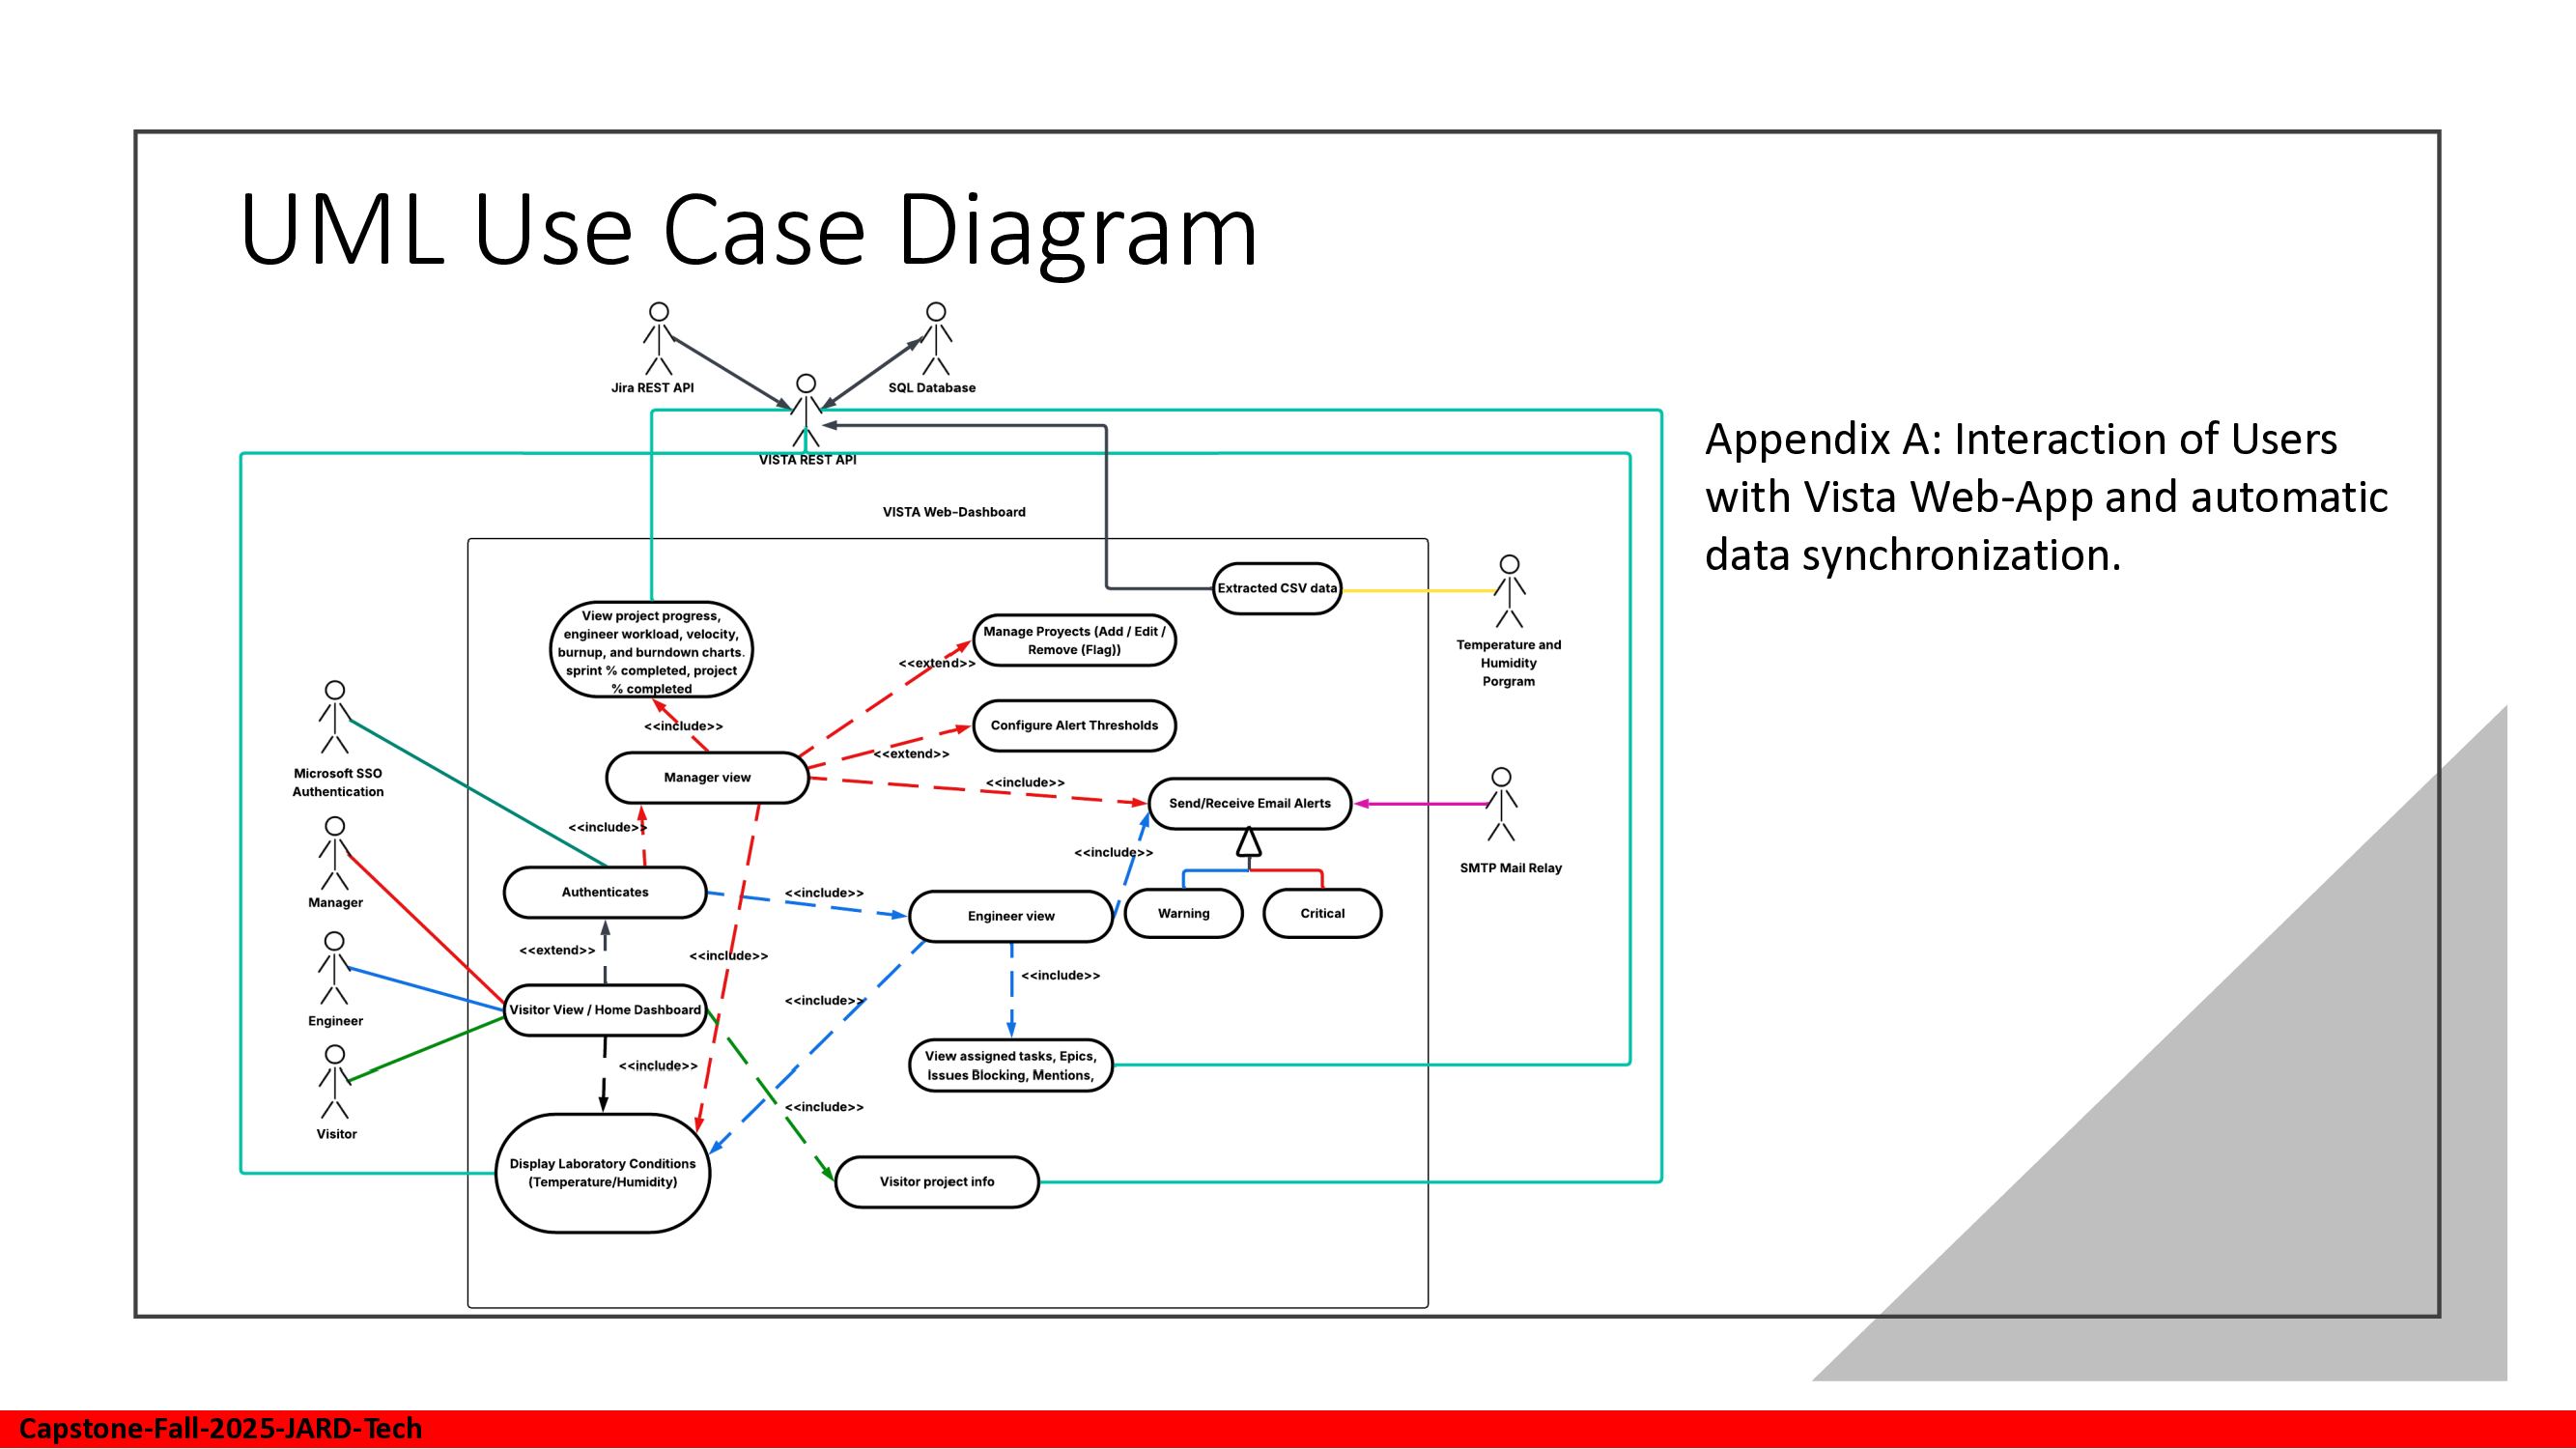 UML Use Case Diagram
Jira REST API
SQL Database
VISTA REST API
Appendix A: Interaction of Users
with Vista Web-App and automatic
data synchronization.
VISTA Web-Dashboard
Extracted CSV data
View project progress,
engineer workload, velocity,
burnup, and burndown charts.
sprint % completed, project
% completed
Manage Proyects (Add / Edit /
Remove (Flag))
<<extend>>
Temperature and
Humidity
Porgram
<<include>>
Configure Alert Thresholds
<<extend>>
Microsoft SSO
Authentication
Manager view
<<include>>
Send/Receive Email Alerts
<<include>>
<<include>>
SMTP Mail Relay
Manager
Authenticates
<<include>>
Engineer view
Warning
Critical
<<extend>>
<<include>>
<<include>>
<<include>>
Engineer
Visitor View / Home Dashboard
<<include>>
View assigned tasks, Epics,
Issues Blocking, Mentions,
<<include>>
Visitor
Display Laboratory Conditions
(Temperature/Humidity)
Visitor project info
Capstone-Fall-2025-JARD-Tech